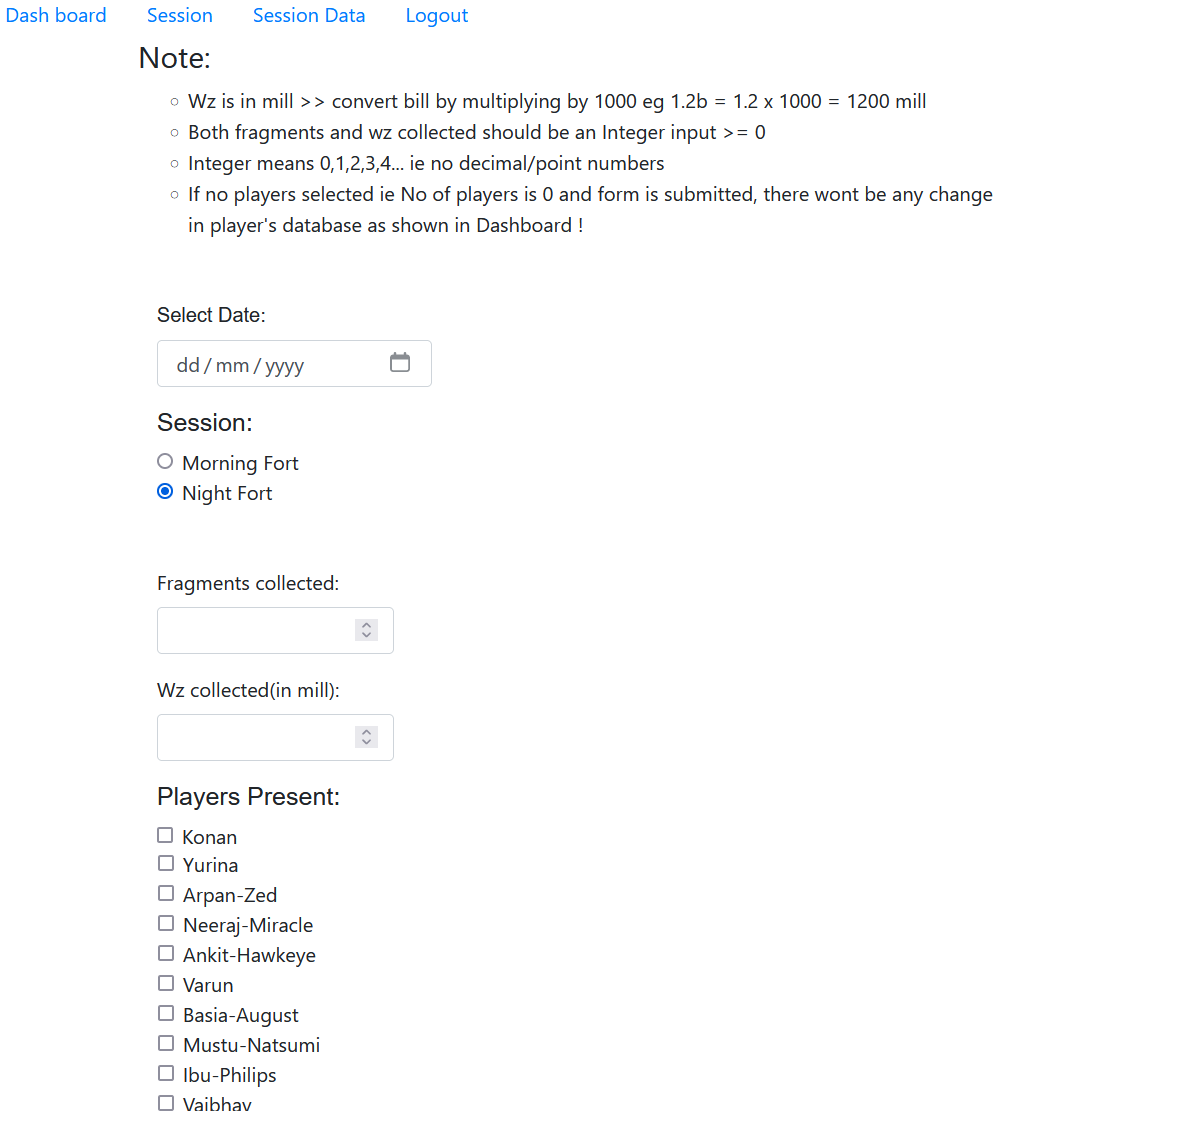 Dash board Session Session Data Logout
Note:
Wz is in mill >> convert bill by multiplying by 1000 eg 1.2b = 1.2 x 1000 = 1200 mill
Both fragments and wz collected should be an Integer input >= 0
Integer means 0,1,2,3,4... ie no decimal/point numbers
If no players selected ie No of players is 0 and form is submitted, there wont be any change
in player's database as shown in Dashboard !
Select Date:
dd/mm/yyyy
Session:
Morning Fort
Night Fort
Fragments collected:
Wz collected(in mill):
Players Present:
Konan
Yurina
Arpan-Zed
Neeraj-Miracle
Ankit-Hawkeye
Varun
Basia-August
Mustu-Natsumi
Ibu-Philips
Vaibhav